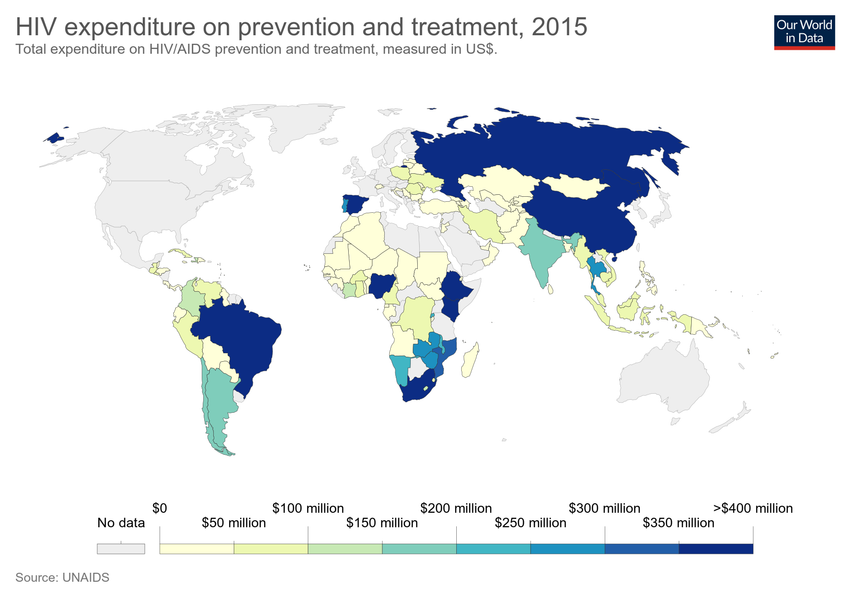 HIV expenditure on prevention and treatment, 2015
Total expenditure on HIV/AIDS prevention and treatment, measured in US$.
Our World
in Data
No data
$0
$50 million
$100 million
$150 million
$200 million
$250 million
$300 million
$350 million
>$400 million
Source: UNAIDS